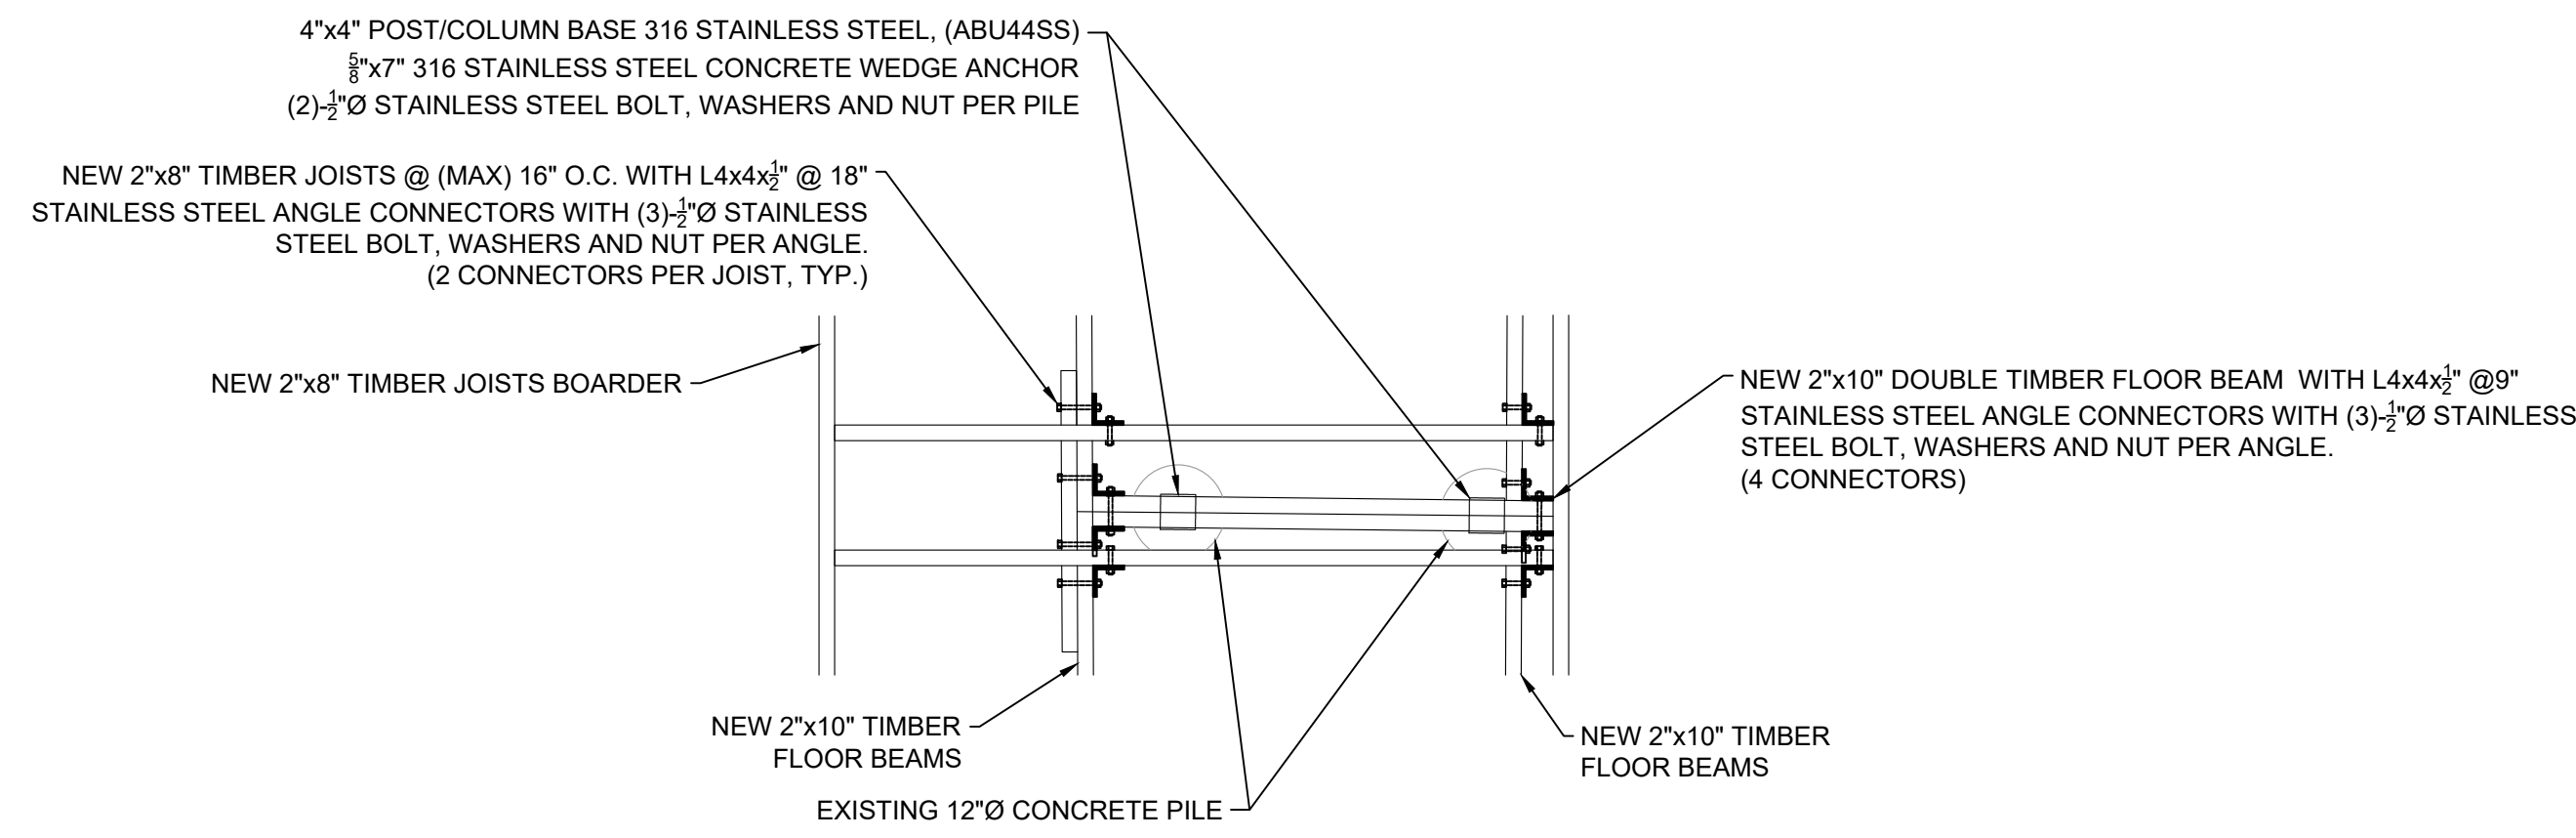 4"x4" POST/COLUMN BASE 316 STAINLESS STEEL, (ABU44SS)
5/8"x7" 316 STAINLESS STEEL CONCRETE WEDGE ANCHOR
(2)-1/2"Ø STAINLESS STEEL BOLT, WASHERS AND NUT PER PILE
NEW 2"x8" TIMBER JOISTS @ (MAX) 16" O.C. WITH L4x4x1/2" @ 18"
STAINLESS STEEL ANGLE CONNECTORS WITH (3)-1/2"Ø STAINLESS
STEEL BOLT, WASHERS AND NUT PER ANGLE.
(2 CONNECTORS PER JOIST, TYP.)
NEW 2"x8" TIMBER JOISTS BOARDER
NEW 2"x10" DOUBLE TIMBER FLOOR BEAM WITH L4x4x1/2" @9"
STAINLESS STEEL ANGLE CONNECTORS WITH (3)-1/2"Ø STAINLESS
STEEL BOLT, WASHERS AND NUT PER ANGLE.
(4 CONNECTORS)
NEW 2"x10" TIMBER
FLOOR BEAMS
NEW 2"x10" TIMBER
FLOOR BEAMS
EXISTING 12"Ø CONCRETE PILE